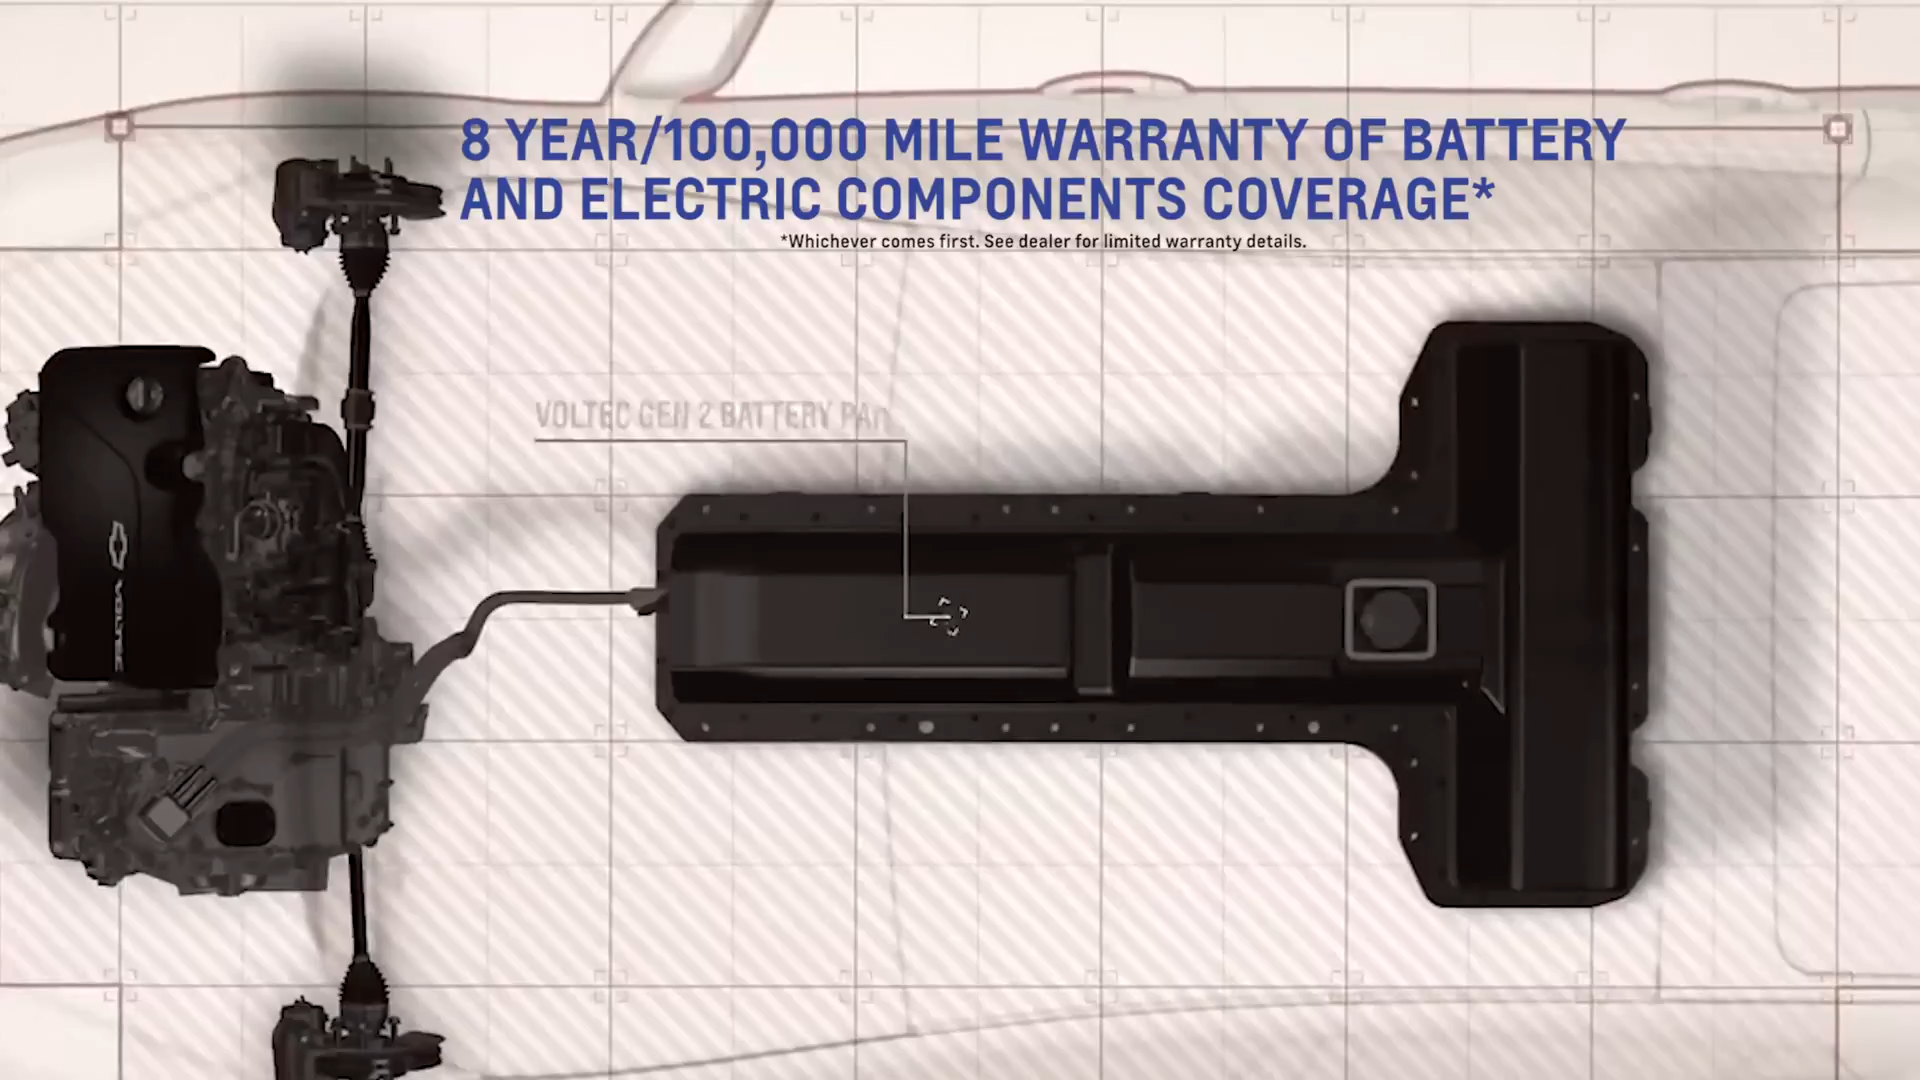 8 YEAR/100,000 MILE WARRANTY OF BATTERY
AND ELECTRIC COMPONENTS COVERAGE*
*Whichever comes first. See dealer for limited warranty details.
VOLTEC GEN 2 BATTERY
VOLTEC